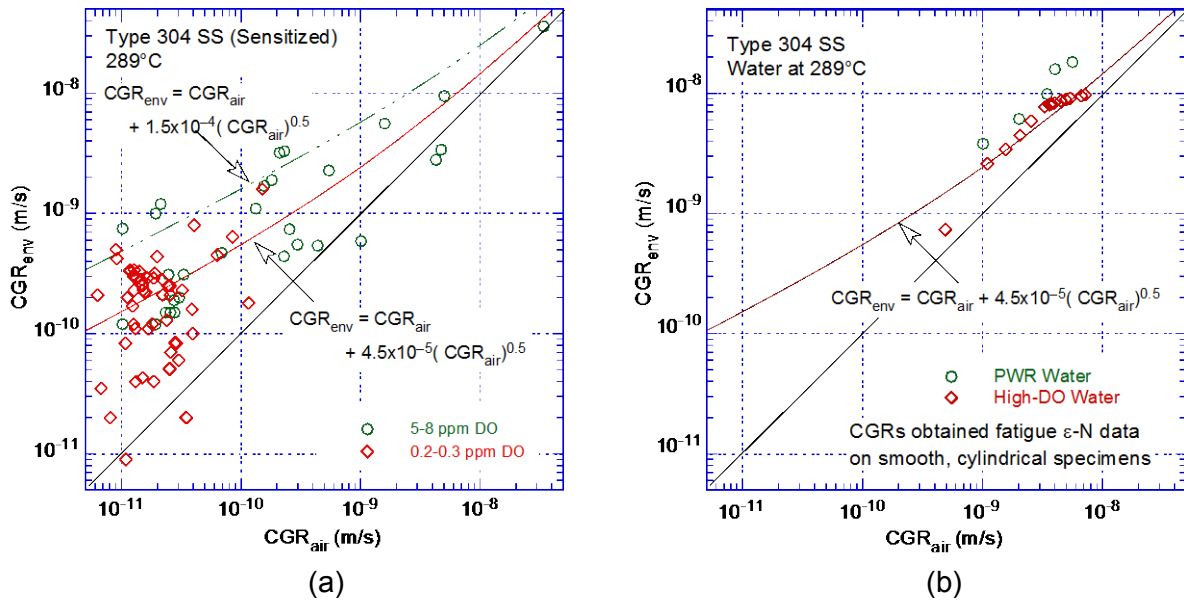 Type 304 SS (Sensitized)
289°C
CGRenv = CGRair
+ 1.5x10–4( CGRair)0.5
CGRenv = CGRair
+ 4.5x10–5( CGRair)0.5
5-8 ppm DO
0.2-0.3 ppm DO
CGRenv (m/s)
10–8
10–9
10–10
10–11
10–11
10–10
10–9
10–8
CGRair (m/s)
(a)
Type 304 SS
Water at 289°C
CGRenv = CGRair + 4.5x10–5( CGRair)0.5
PWR Water
High-DO Water
CGRs obtained fatigue ε-N data
on smooth, cylindrical specimens
CGRenv (m/s)
10–8
10–9
10–10
10–11
10–11
10–10
10–9
10–8
CGRair (m/s)
(b)